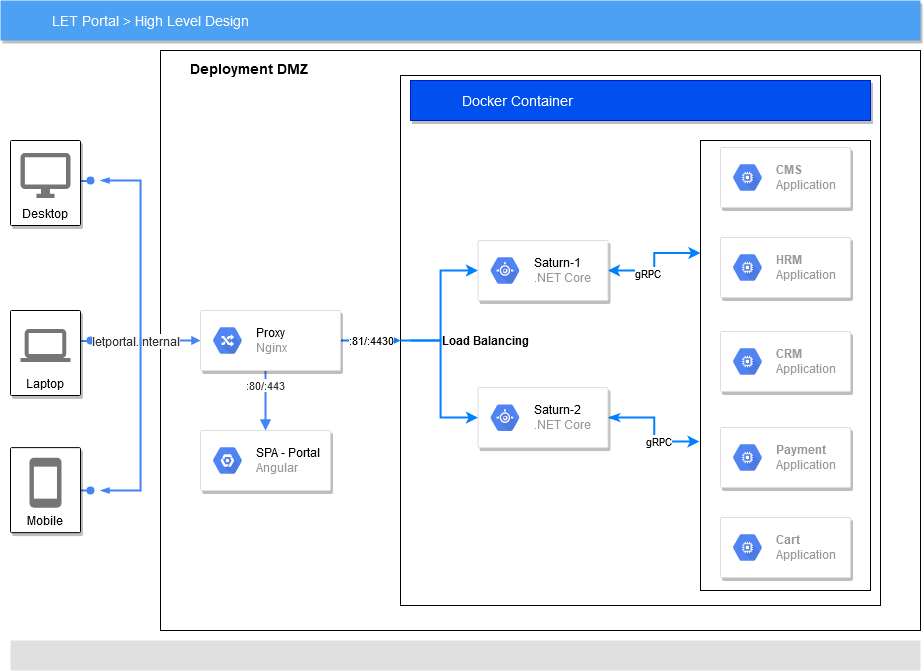 LET Portal > High Level Design
Deployment DMZ
Docker Container
Desktop
Laptop
Mobile
letportal.internal
Proxy
Nginx
:80/:443
SPA - Portal
Angular
:81/:4430
Load Balancing
Saturn-1
.NET Core
gRPC
Saturn-2
.NET Core
gRPC
CMS
Application
HRM
Application
CRM
Application
Payment
Application
Cart
Application